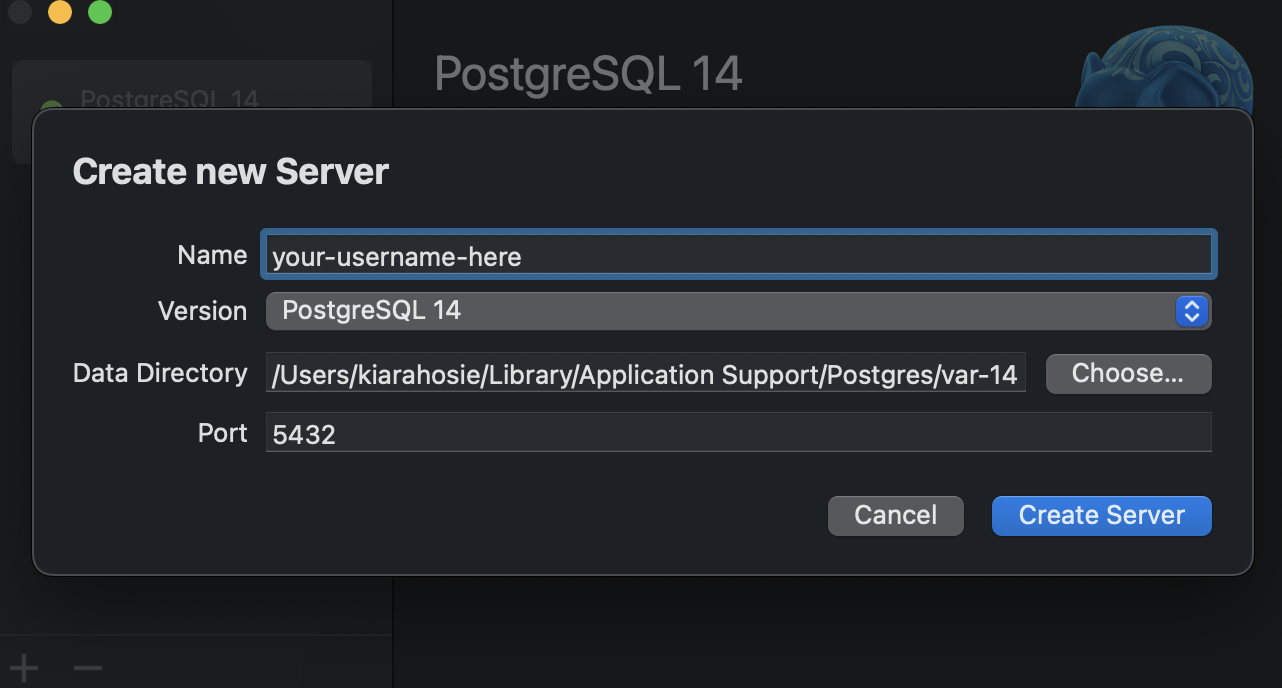 PostgreSQL 14
PostgreSQL 14
Create new Server
Name
your-username-here
Version
PostgreSQL 14
Data Directory
/Users/kiarahosie/Library/Application Support/Postgres/var-14
Choose...
Port
5432
Cancel
Create Server